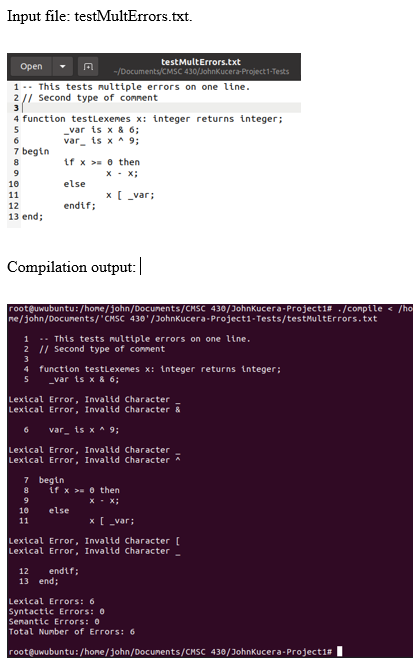 Input file: testMultErrors.txt.
Open
testMultErrors.txt
~/Documents/CMSC 430/JohnKucera-Project1-Tests
1 -- This tests multiple errors on one line.
2 // Second type of comment
3
4 function testLexemes x: integer returns integer;
5 _var is x & 6;
6 var_ is x ^ 9;
7 begin
8 if x >= 0 then
9 x - x;
10 else
11 x [ _var;
12 endif;
13 end;
Compilation output:
root@uwubuntu:/home/john/Documents/CMSC 430/JohnKucera-Project1# ./compile < /ho
me/john/Documents/'CMSC 430'/JohnKucera-Project1-Tests/testMultErrors.txt
1 -- This tests multiple errors on one line.
2 // Second type of comment
3
4 function testLexemes x: integer returns integer;
5 _var is x & 6;
Lexical Error, Invalid Character _
Lexical Error, Invalid Character &
6 var_ is x ^ 9;
Lexical Error, Invalid Character _
Lexical Error, Invalid Character ^
7 begin
8 if x >= 0 then
9 x - x;
10 else
11 x [ _var;
Lexical Error, Invalid Character [
Lexical Error, Invalid Character _
12 endif;
13 end;
Lexical Errors: 6
Syntactic Errors: 0
Semantic Errors: 0
Total Number of Errors: 6
root@uwubuntu:/home/john/Documents/CMSC 430/JohnKucera-Project1#